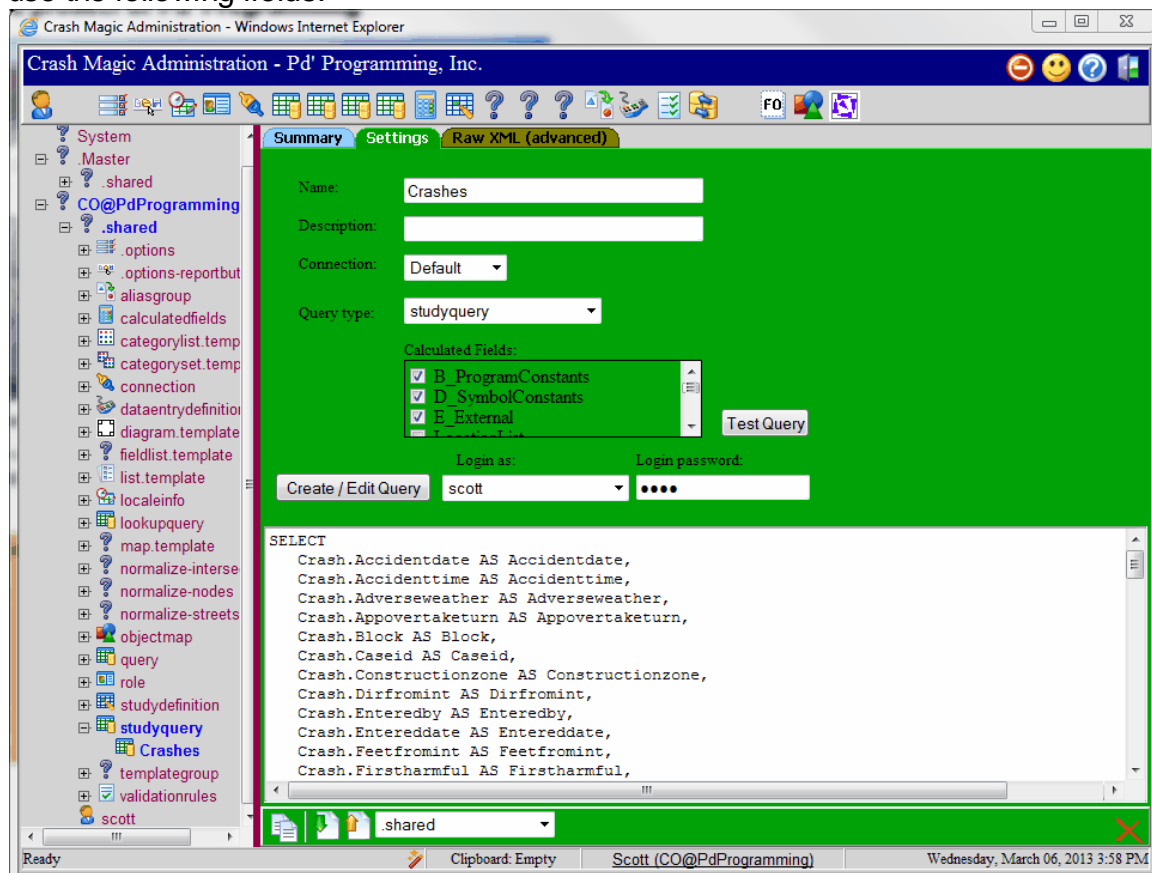 use the following fields:
Crash Magic Administration - Windows Internet Explorer
Crash Magic Administration - Pd' Programming, Inc.
FO
System
.Master
.shared
CO@PdProgramming
.shared
.options
.options-reportbut
aliasgroup
calculatedfields
categorylist.temp
categoryset.temp
connection
dataentrydefinition
diagram.template
fieldlist.template
list.template
localeinfo
lookupquery
map.template
normalize-interse
normalize-nodes
normalize-streets
objectmap
query
role
studydefinition
studyquery
Crashes
templategroup
validationrules
scott
Summary Settings Raw XML (advanced)
Name: Crashes
Description:
Connection: Default
Query type: studyquery
Calculated Fields:
B_ProgramConstants
D_SymbolConstants
E_External
LocationList
Test Query
Login as: Login password:
Create / Edit Query scott ••••
SELECT
Crash.Accidentdate AS Accidentdate,
Crash.Accidenttime AS Accidenttime,
Crash.Adverseweather AS Adverseweather,
Crash.Appovertaketurn AS Appovertaketurn,
Crash.Block AS Block,
Crash.Caseid AS Caseid,
Crash.Constructionzone AS Constructionzone,
Crash.Dirfromint AS Dirfromint,
Crash.Enteredby AS Enteredby,
Crash.Entereddate AS Entereddate,
Crash.Feetfromint AS Feetfromint,
Crash.Firstharmful AS Firstharmful,
.shared
Ready Clipboard: Empty Scott (CO@PdProgramming) Wednesday, March 06, 2013 3:58 PM